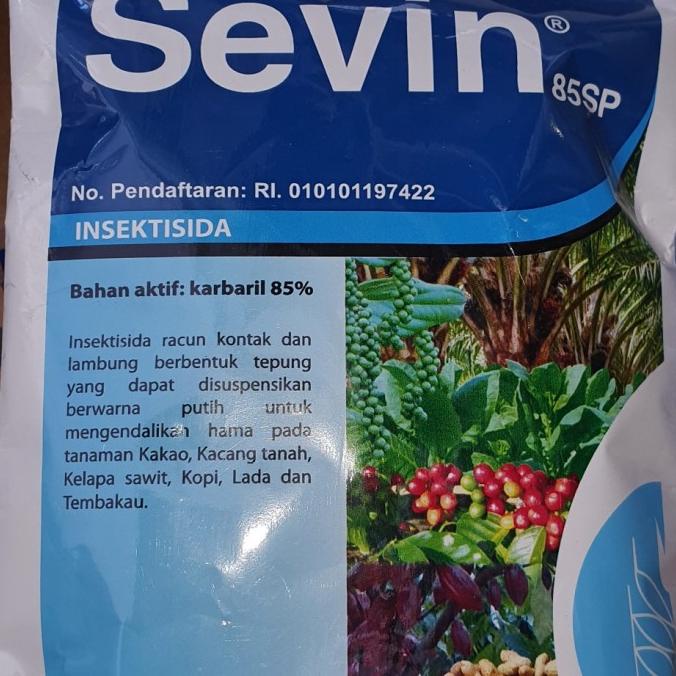 Sevin®
85SP
No. Pendaftaran: RI. 010101197422
INSEKTISIDA
Bahan aktif: karbaril 85%
Insektisida racun kontak dan
lambung berbentuk tepung
yang dapat disuspensikan
berwarna putih untuk
mengendalikan hama pada
tanaman Kakao, Kacang tanah,
Kelapa sawit, Kopi, Lada dan
Tembakau.